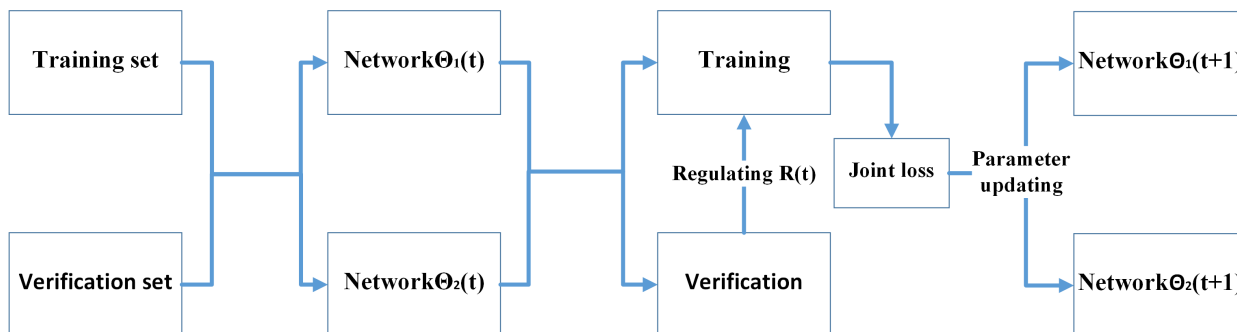 Training set
NetworkΘ₁(t)
Training
NetworkΘ₁(t+1)
Regulating R(t)
Joint loss
Parameter
updating
Verification set
NetworkΘ₂(t)
Verification
NetworkΘ₂(t+1)